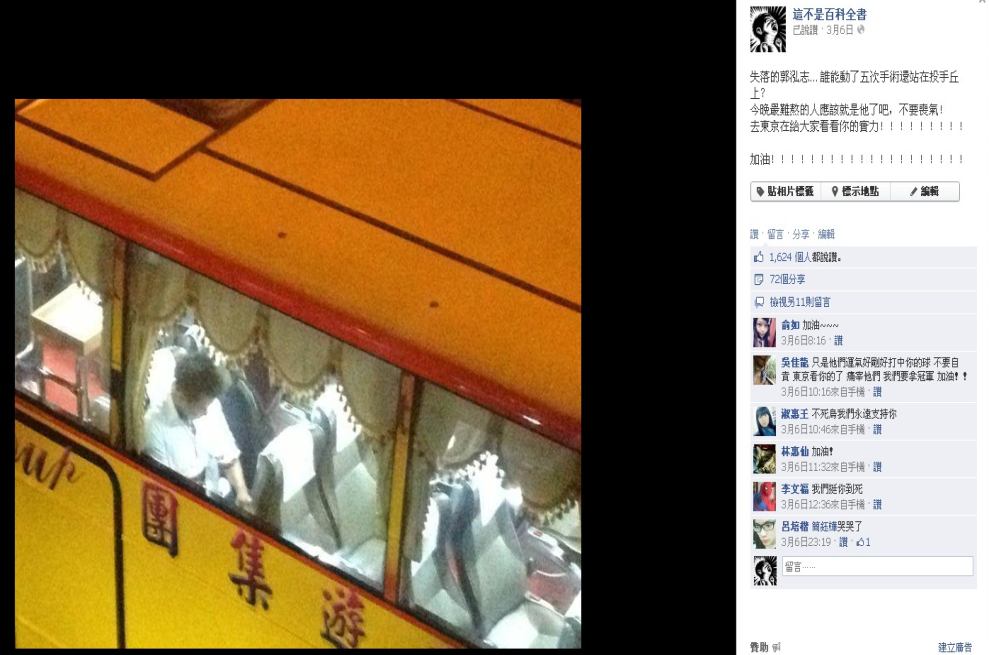 這不是百科全書
已說讚 · 3月6日
失落的郭泓志... 誰能動了五次手術還站在投手丘
上?
今晚最難熬的人應該就是他了吧, 不要喪氣!
去東京在給大家看看你的實力! ! ! ! ! ! ! ! !
加油! ! ! ! ! ! ! ! ! ! ! ! ! ! ! ! ! ! ! !
貼相片標籤 標示地點 編輯
讚 · 留言 · 分享 · 編輯
1,624 個人都說讚。
72個分享
檢視另11則留言
俞如 加油~~~
3月6日8:16 · 讚
吳佳龍 只是他們運氣好剛好打中你的球 不要自
責 東京看你的了 痛宰他們 我們要拿冠軍 加油! !
3月6日10:16來自手機 · 讚
淑惠王 不死鳥我們永遠支持你
3月6日10:46來自手機 · 讚
林惠仙 加油!
3月6日11:32來自手機 · 讚
李文福 我們挺你到死
3月6日12:36來自手機 · 讚
呂培楷 簡鈺樺哭哭了
3月6日23:19 · 讚 · 1
留言......
贊助
建立廣告
up
團
集
遊